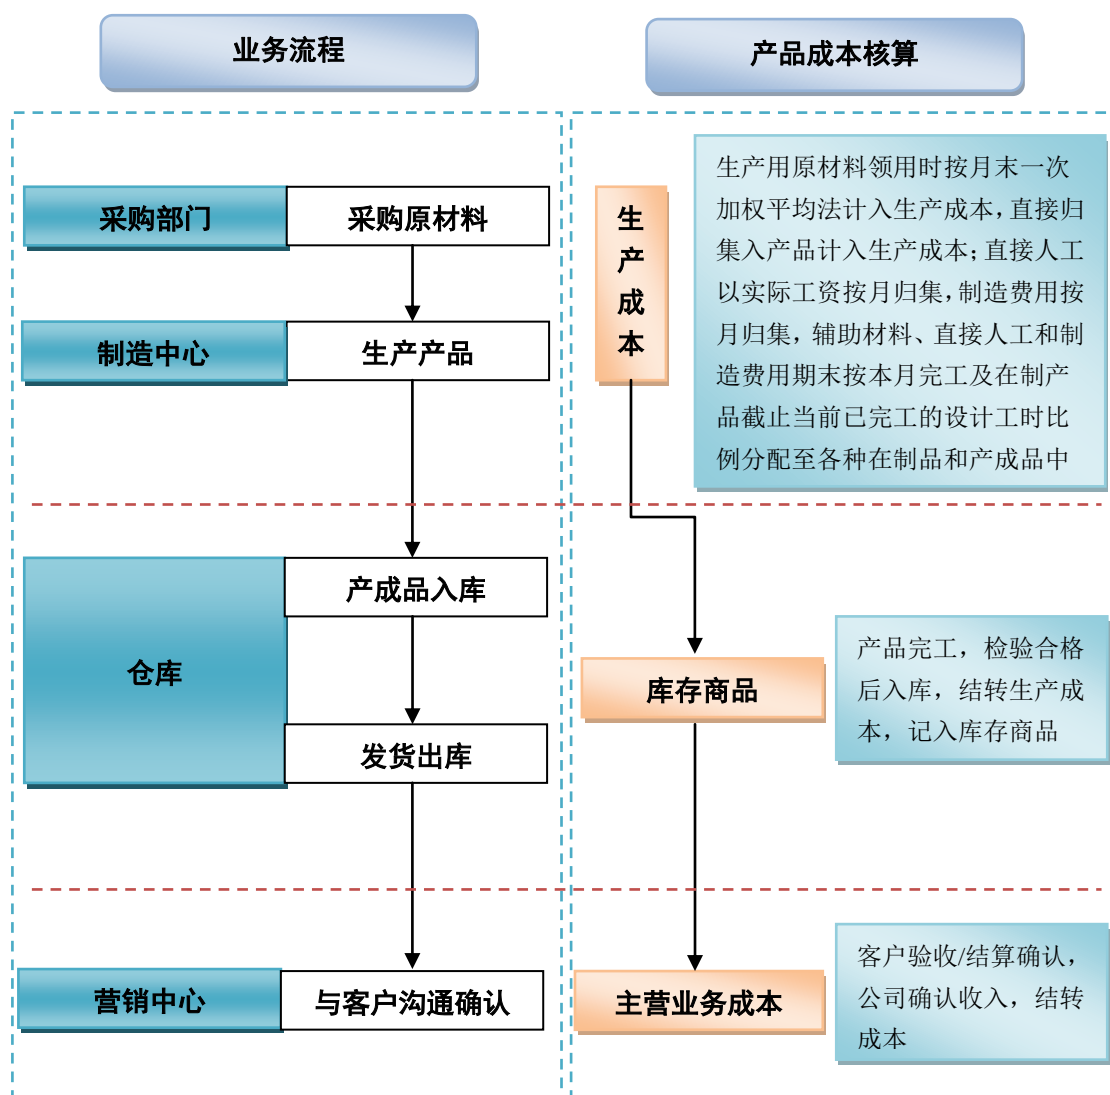 业务流程
产品成本核算
采购部门
采购原材料
生
产
成
本
生产用原材料领用时按月末一次
加权平均法计入生产成本，直接归
集入产品计入生产成本；直接人工
以实际工资按月归集，制造费用按
月归集，辅助材料、直接人工和制
造费用期末按本月完工及在制产
品截止当前已完工的设计工时比
例分配至各种在制品和产成品中
制造中心
生产产品
仓库
产成品入库
发货出库
库存商品
产品完工，检验合格
后入库，结转生产成
本，记入库存商品
营销中心
与客户沟通确认
主营业务成本
客户验收/结算确认，
公司确认收入，结转
成本